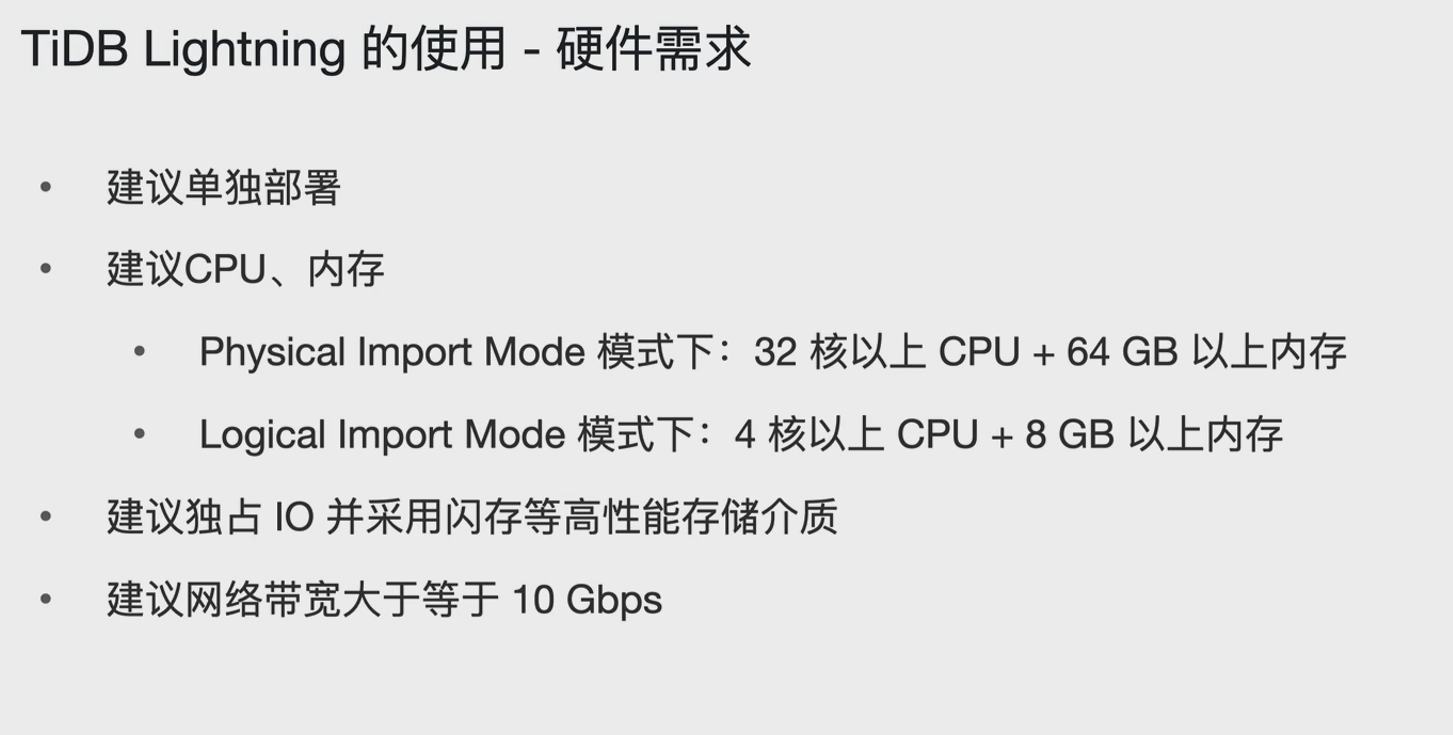 TiDB Lightning 的使用 - 硬件需求
• 建议单独部署
• 建议CPU、内存
• Physical Import Mode 模式下：32 核以上 CPU + 64 GB 以上内存
• Logical Import Mode 模式下：4 核以上 CPU + 8 GB 以上内存
• 建议独占 IO 并采用闪存等高性能存储介质
• 建议网络带宽大于等于 10 Gbps